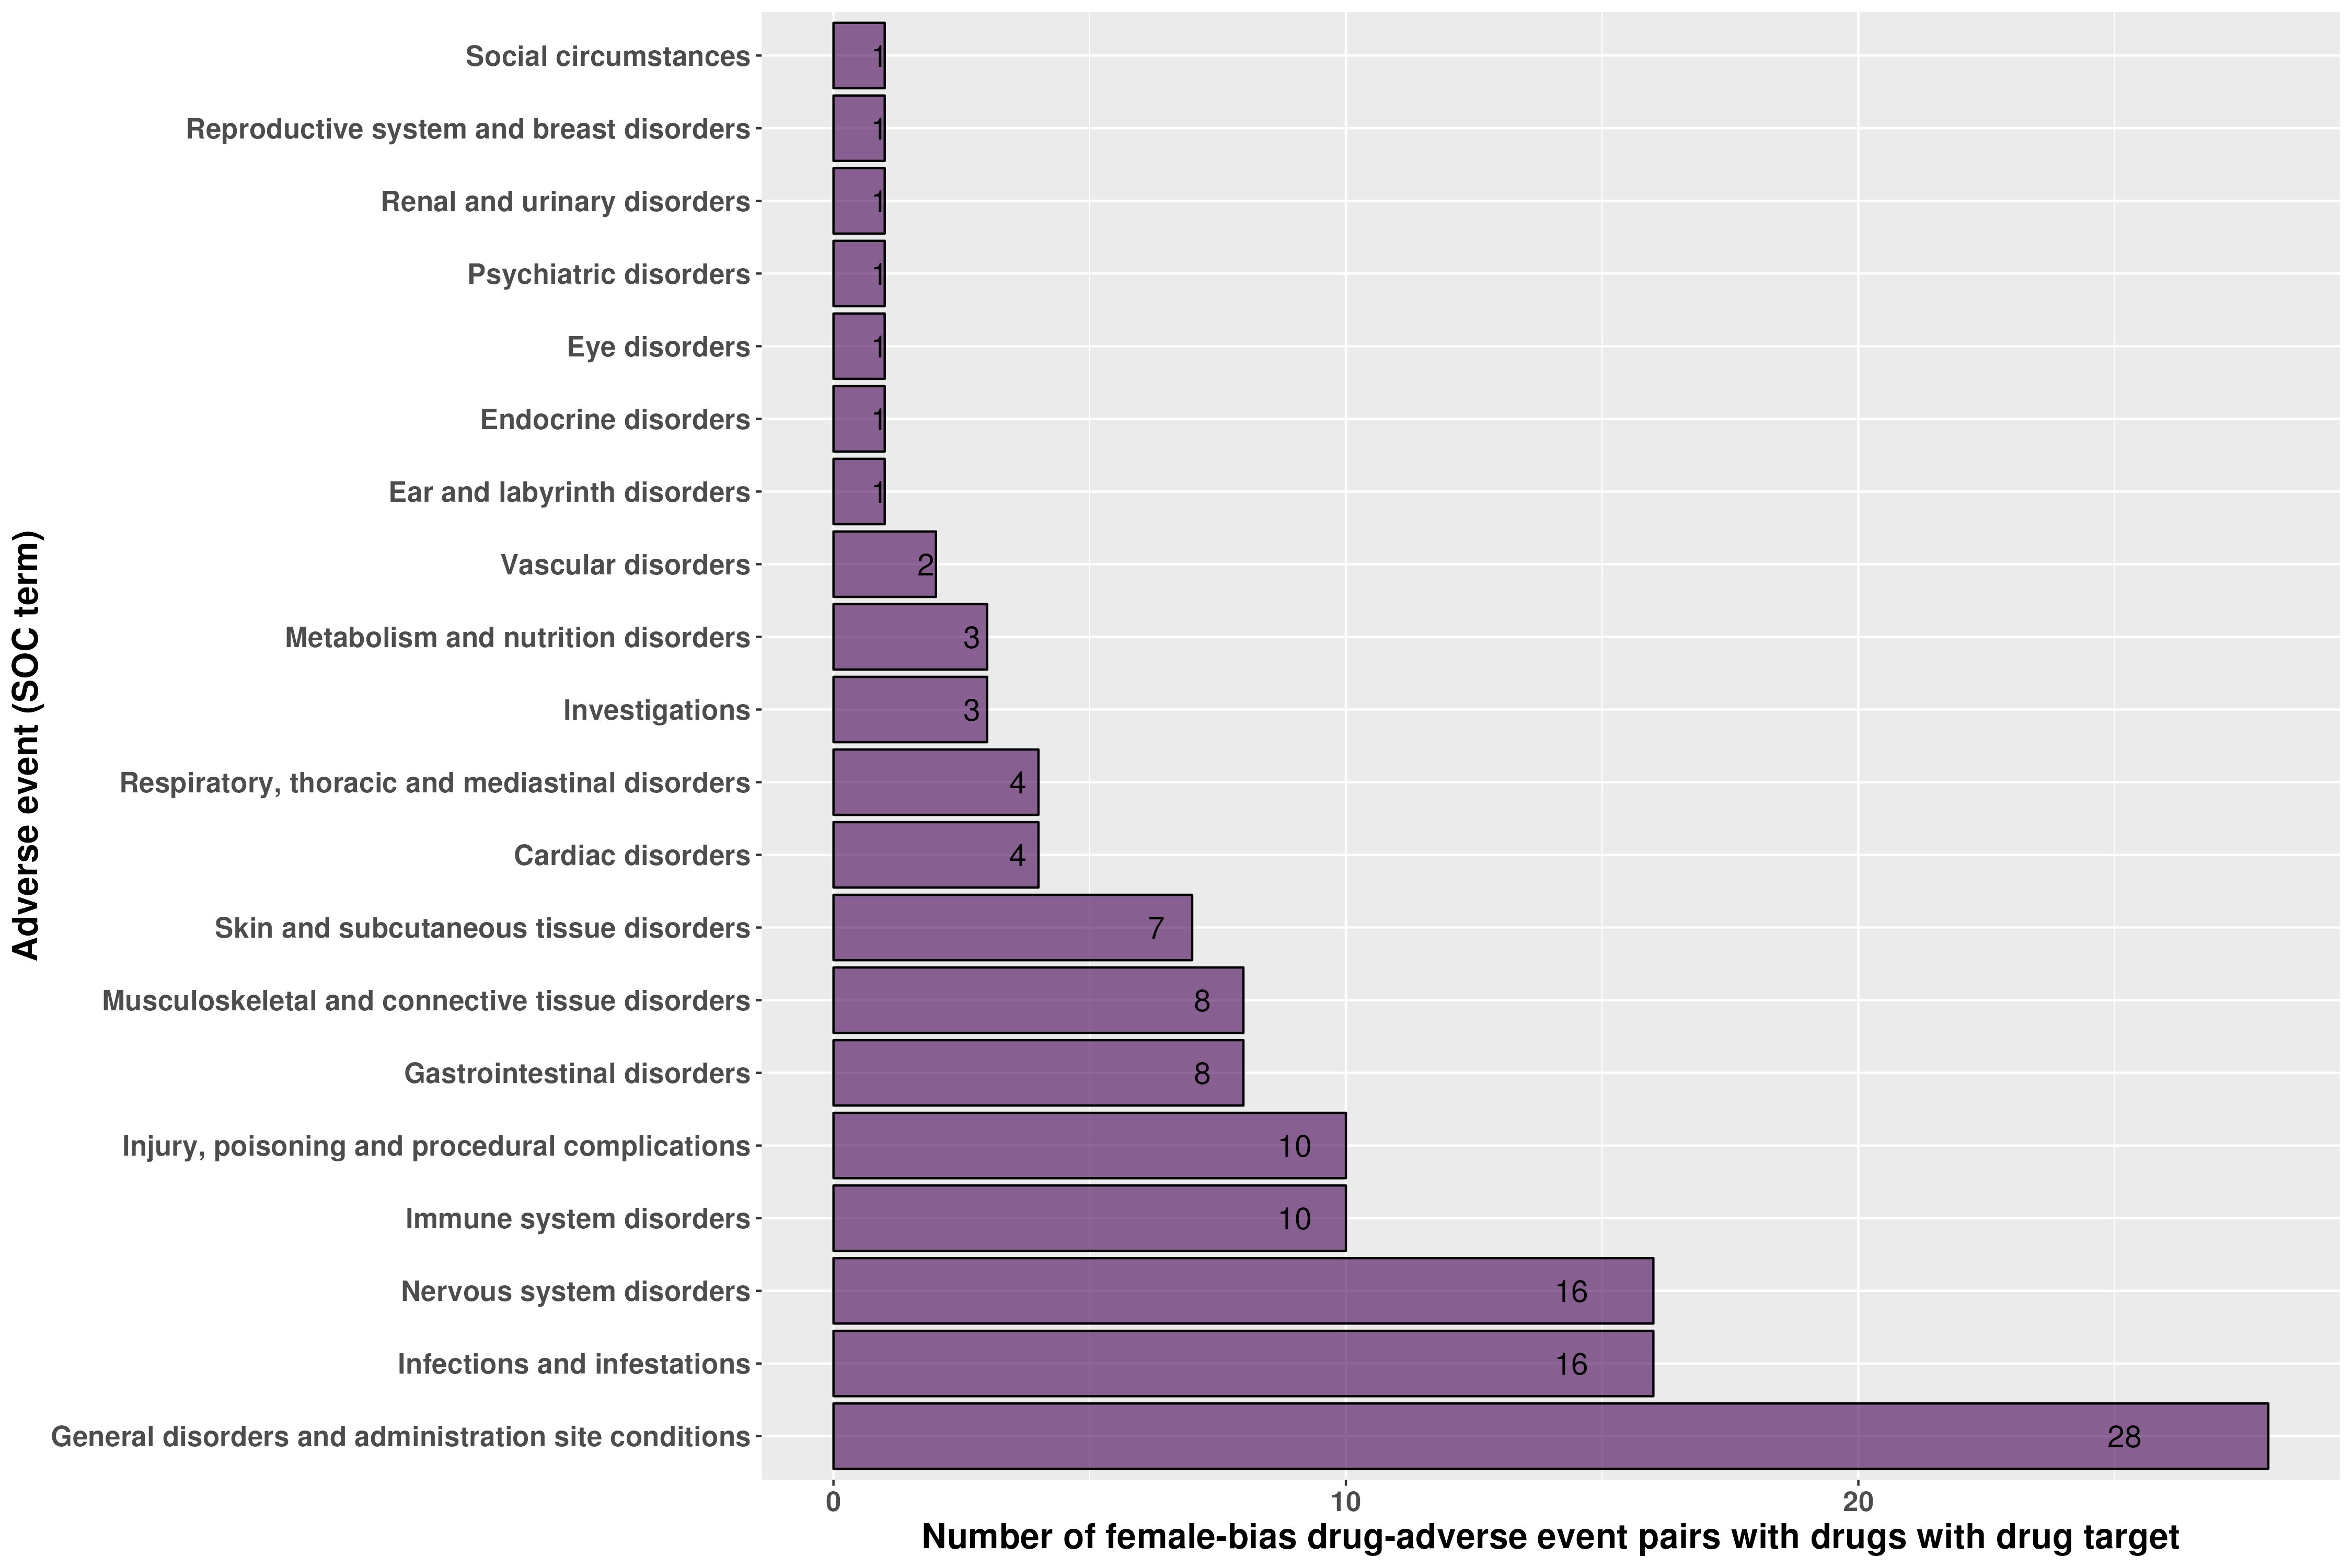 Adverse event (SOC term)
Social circumstances 1
Reproductive system and breast disorders 1
Renal and urinary disorders 1
Psychiatric disorders 1
Eye disorders 1
Endocrine disorders 1
Ear and labyrinth disorders 1
Vascular disorders 2
Metabolism and nutrition disorders 3
Investigations 3
Respiratory, thoracic and mediastinal disorders 4
Cardiac disorders 4
Skin and subcutaneous tissue disorders 7
Musculoskeletal and connective tissue disorders 8
Gastrointestinal disorders 8
Injury, poisoning and procedural complications 10
Immune system disorders 10
Nervous system disorders 16
Infections and infestations 16
General disorders and administration site conditions 28
0 10 20
Number of female-bias drug-adverse event pairs with drugs with drug target